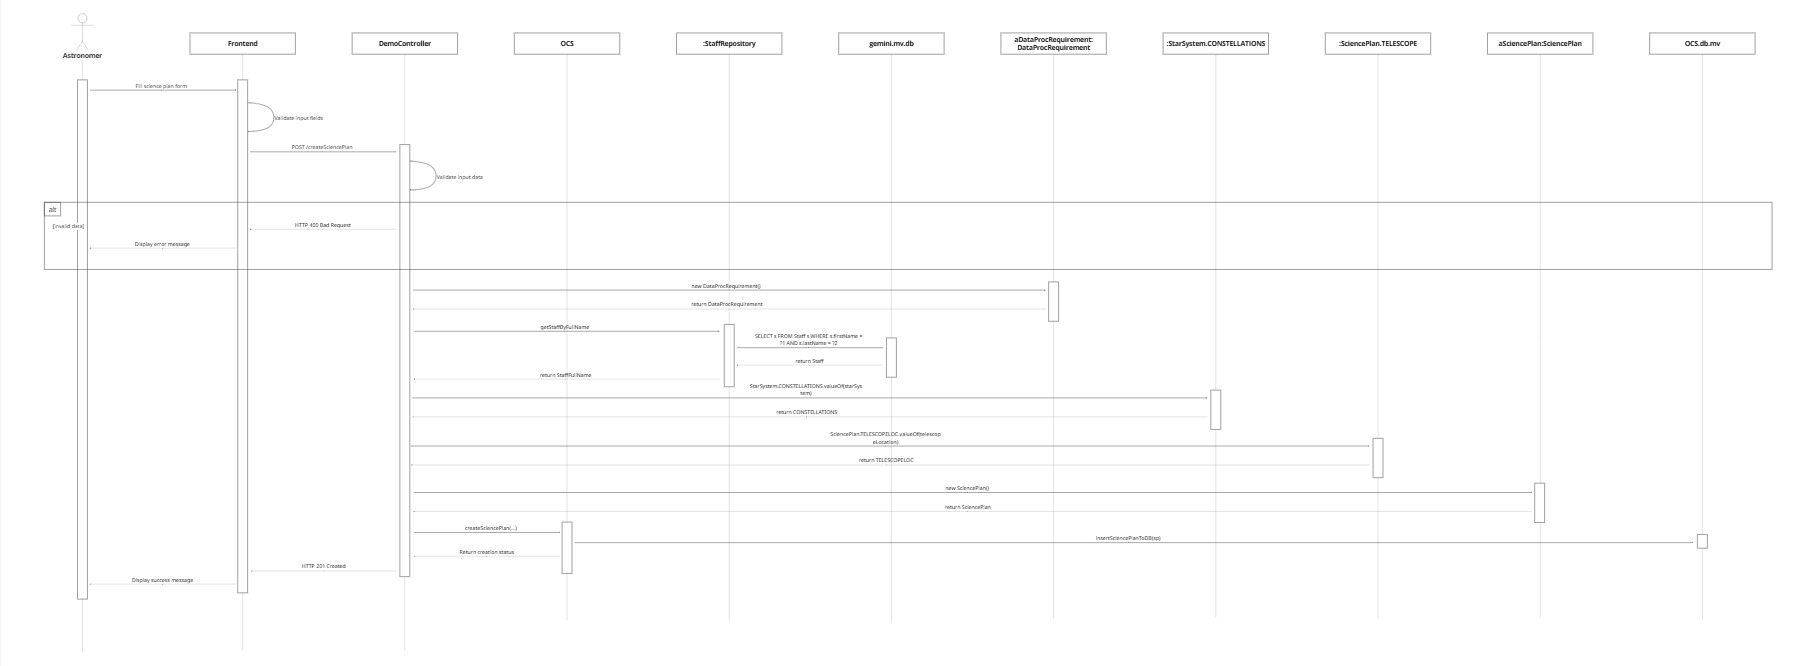 Astronomer
Frontend
DemoController
OCS
:StaffRepository
gemini.mv.db
aDataProcRequirement:
DataProcRequirement
:StarSystem.CONSTELLATIONS
:SciencePlan.TELESCOPE
aSciencePlan:SciencePlan
OCS.db.mv
Fill science plan form
Validate input fields
POST /createSciencePlan
Validate input data
alt
[invalid data]
HTTP 400 Bad Request
Display error message
new DataProcRequirement()
return DataProcRequirement
getStaffByFullName
SELECT s FROM Staff s WHERE s.firstName =
?1 AND s.lastName = ?2
return Staff
return StaffFullName
StarSystem.CONSTELLATIONS.valueOf(starSys
tem)
return CONSTELLATIONS
SciencePlan.TELESCOPELOC.valueOf(telescop
eLocation)
return TELESCOPELOC
new SciencePlan()
return SciencePlan
createSciencePlan(...)
insertSciencePlanToDB(sp)
Return creation status
HTTP 201 Created
Display success message